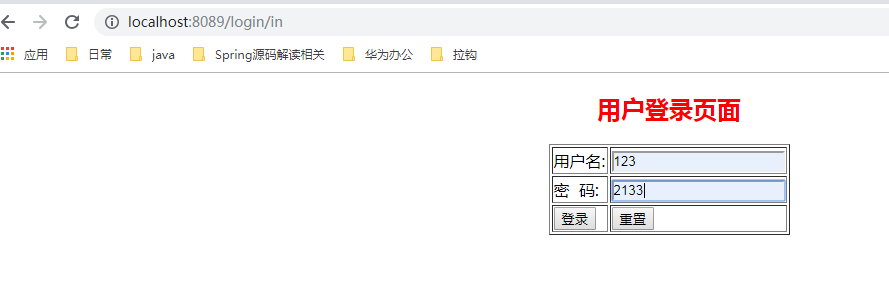 localhost:8089/login/in
应用 日常 java Spring源码解读相关 华为办公 拉钩
用户登录页面
用户名: 123
密 码: 2133
登录 重置